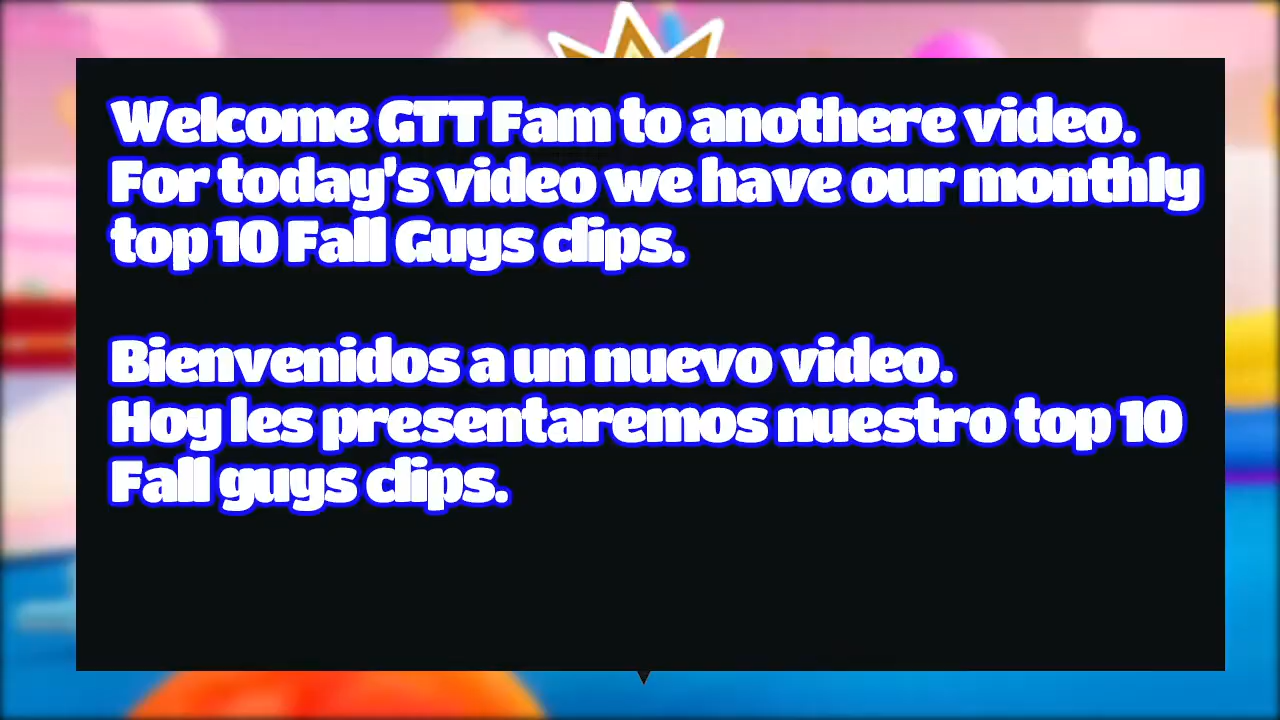 Welcome GTT Fam to anothere video.
For today's video we have our monthly
top 10 Fall Guys clips.
Bienvenidos a un nuevo video.
Hoy les presentaremos nuestro top 10
Fall guys clips.